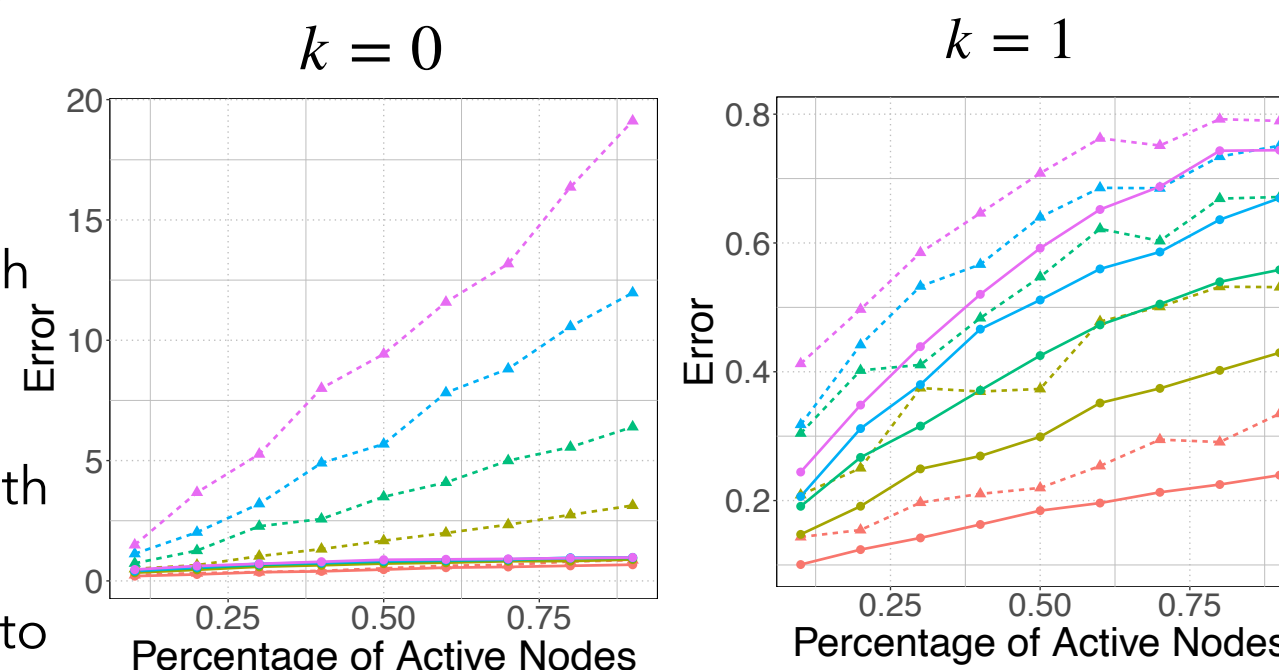 k = 0
20
15
10
5
0
Error
0.25 0.50 0.75
Percentage of Active Nodes
k = 1
0.8
0.6
0.4
0.2
Error
0.25 0.50 0.75
Percentage of Active Nodes
h
th
to